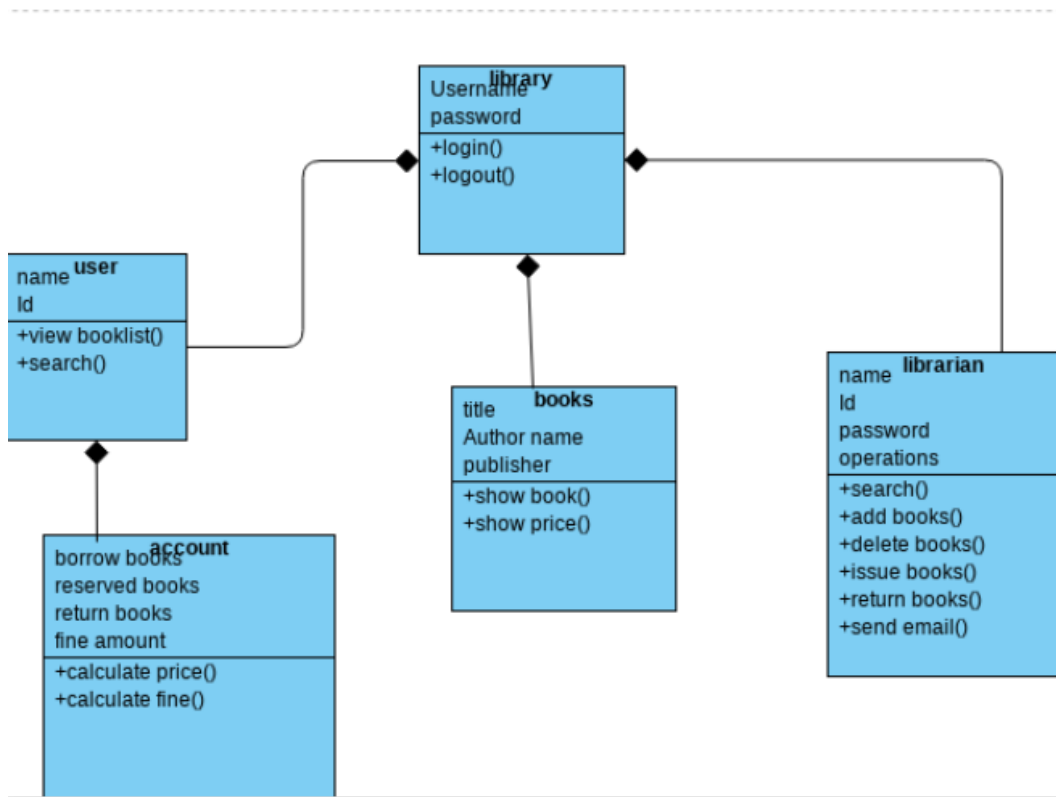 library
Username
password
+login()
+logout()
user
name
Id
+view booklist()
+search()
books
title
Author name
publisher
+show book()
+show price()
librarian
name
Id
password
operations
+search()
+add books()
+delete books()
+issue books()
+return books()
+send email()
account
borrow books
reserved books
return books
fine amount
+calculate price()
+calculate fine()